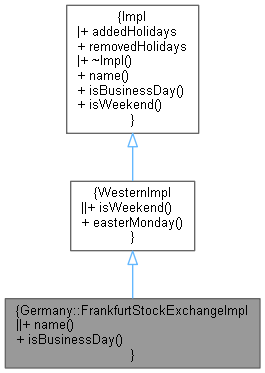 {Impl
|+ addedHolidays
+ removedHolidays
|+ ~Impl()
+ name()
+ isBusinessDay()
+ isWeekend()
}
{WesternImpl
||+ isWeekend()
+ easterMonday()
}
{Germany::FrankfurtStockExchangeImpl
||+ name()
+ isBusinessDay()
}